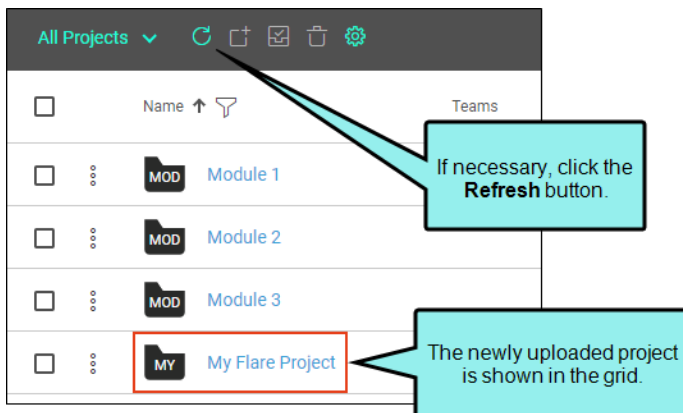 All Projects
Name
Teams
If necessary, click the
Refresh button.
MOD Module 1
MOD Module 2
MOD Module 3
MY My Flare Project
The newly uploaded project
is shown in the grid.